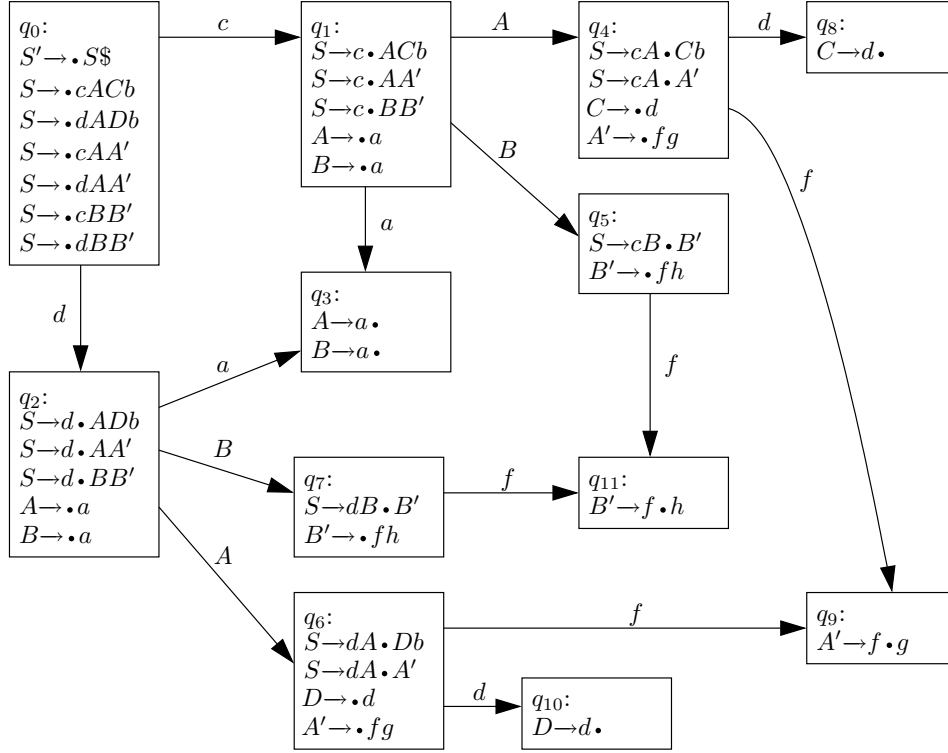 q₀:
S′→•S$
S→•cACb
S→•dADb
S→•cAA′
S→•dAA′
S→•cBB′
S→•dBB′
c
q₁:
S→c•ACb
S→c•AA′
S→c•BB′
A→•a
B→•a
A
q₄:
S→cA•Cb
S→cA•A′
C→•d
A′→•fg
d
q₈:
C→d•
B
f
a
q₅:
S→cB•B′
B′→•fh
d
q₃:
A→a•
B→a•
a
f
q₂:
S→d•ADb
S→d•AA′
S→d•BB′
A→•a
B→•a
B
q₇:
S→dB•B′
B′→•fh
f
q₁₁:
B′→f•h
A
q₆:
S→dA•Db
S→dA•A′
D→•d
A′→•fg
f
q₉:
A′→f•g
d
q₁₀:
D→d•